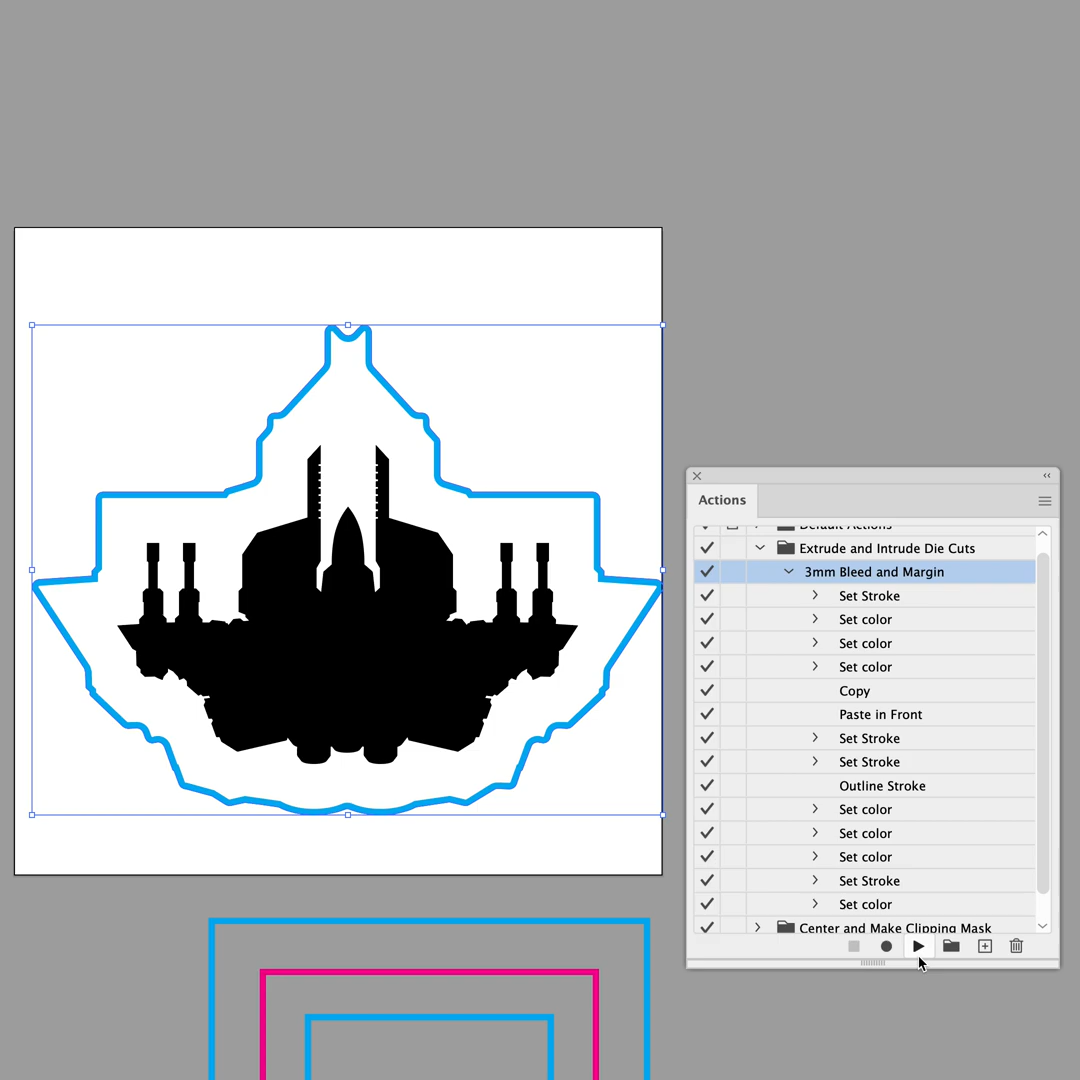 Actions
Default Actions
Extrude and Intrude Die Cuts
3mm Bleed and Margin
Set Stroke
Set color
Set color
Set color
Copy
Paste in Front
Set Stroke
Set Stroke
Outline Stroke
Set color
Set color
Set color
Set Stroke
Set color
Center and Make Clipping Mask